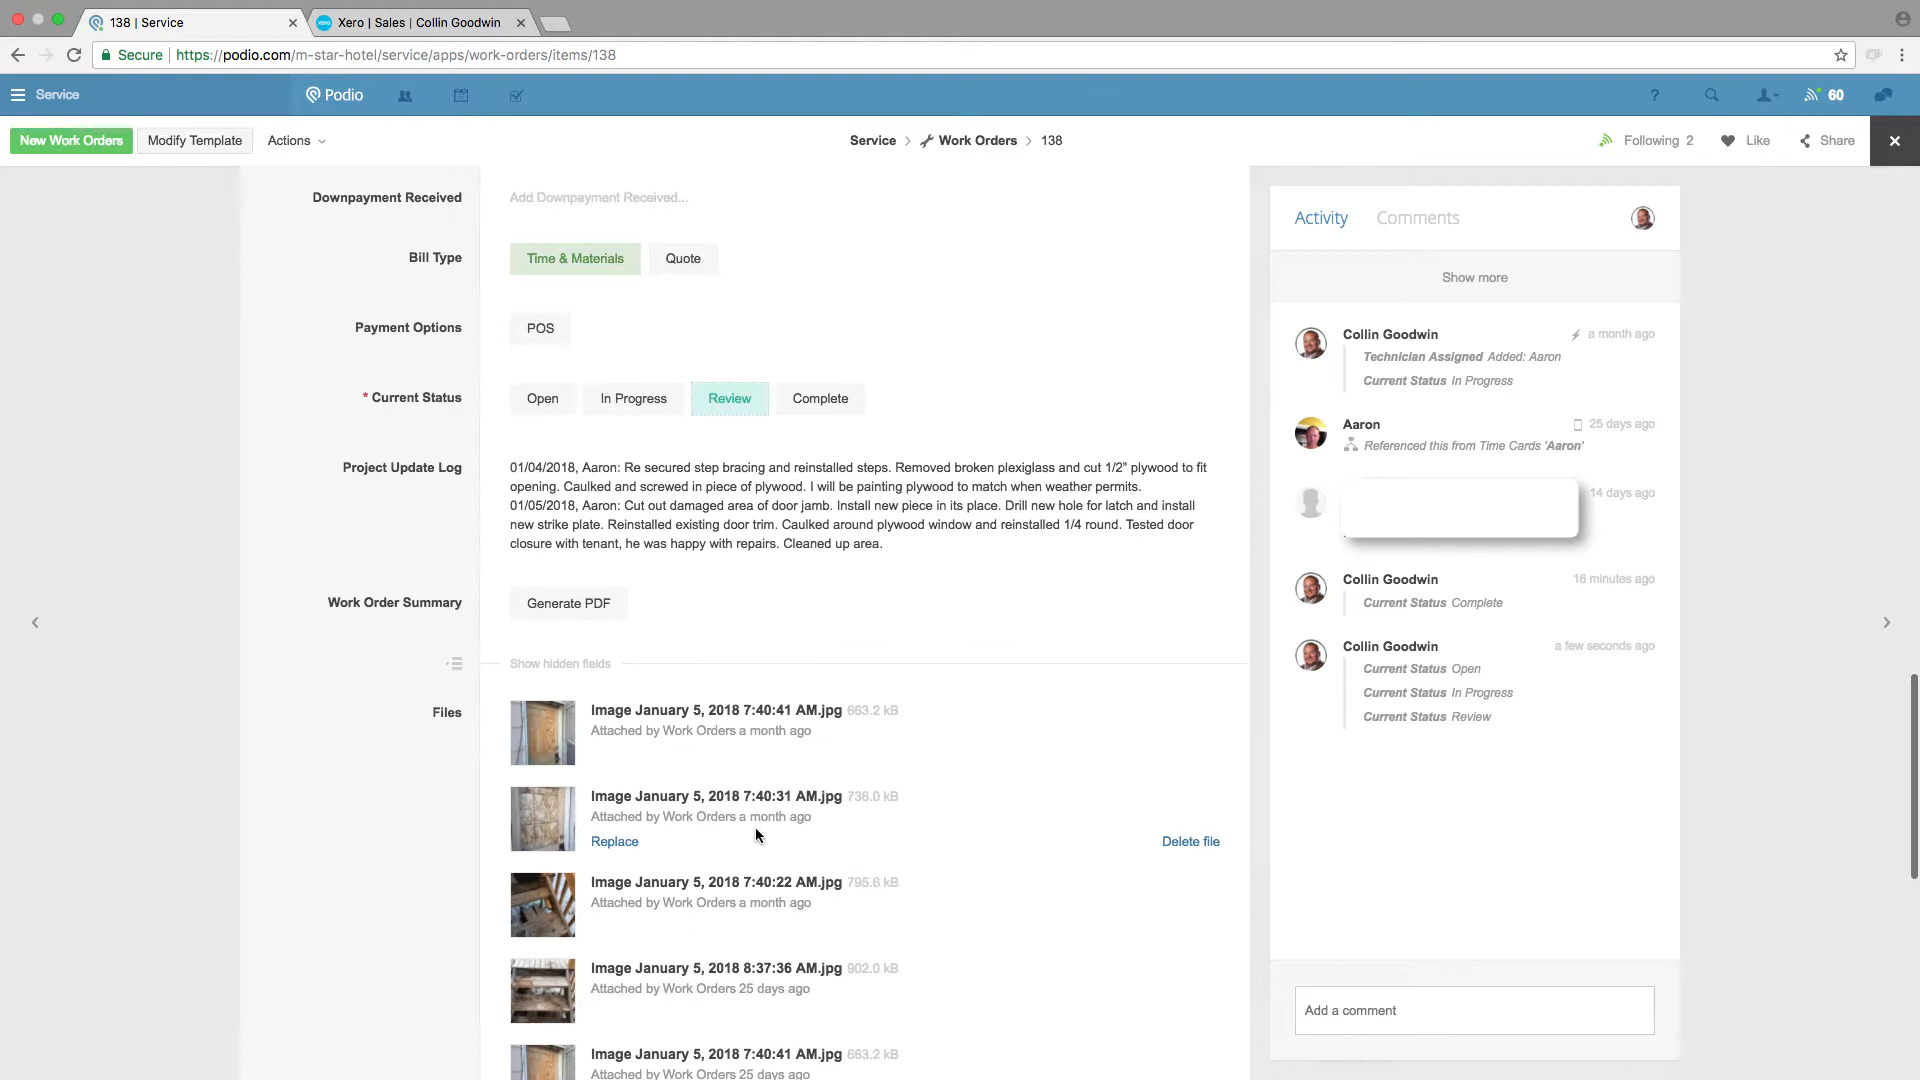 138 | Service
Xero | Sales | Collin Goodwin
Secure
https://podio.com/m-star-hotel/service/apps/work-orders/items/138
Service
Podio
?
60
New Work Orders
Modify Template
Actions
Service > Work Orders > 138
Following 2
Like
Share
Downpayment Received
Add Downpayment Received...
Bill Type
Time & Materials
Quote
Payment Options
POS
* Current Status
Open
In Progress
Review
Complete
Project Update Log
01/04/2018, Aaron: Re secured step bracing and reinstalled steps. Removed broken plexiglass and cut 1/2” plywood to fit
opening. Caulked and screwed in piece of plywood. I will be painting plywood to match when weather permits.
01/05/2018, Aaron: Cut out damaged area of door jamb. Install new piece in its place. Drill new hole for latch and install
new strike plate. Reinstalled existing door trim. Caulked around plywood window and reinstalled 1/4 round. Tested door
closure with tenant, he was happy with repairs. Cleaned up area.
Work Order Summary
Generate PDF
Show hidden fields
Files
Image January 5, 2018 7:40:41 AM.jpg 663.2 kB
Attached by Work Orders a month ago
Image January 5, 2018 7:40:31 AM.jpg 736.0 kB
Attached by Work Orders a month ago
Replace
Delete file
Image January 5, 2018 7:40:22 AM.jpg 795.6 kB
Attached by Work Orders a month ago
Image January 5, 2018 8:37:36 AM.jpg 902.0 kB
Attached by Work Orders 25 days ago
Image January 5, 2018 7:40:41 AM.jpg 663.2 kB
Attached by Work Orders 25 days ago
Activity
Comments
Show more
Collin Goodwin
a month ago
Technician Assigned Added: Aaron
Current Status In Progress
Aaron
25 days ago
Referenced this from Time Cards 'Aaron'
14 days ago
Collin Goodwin
16 minutes ago
Current Status Complete
Collin Goodwin
a few seconds ago
Current Status Open
Current Status In Progress
Current Status Review
Add a comment